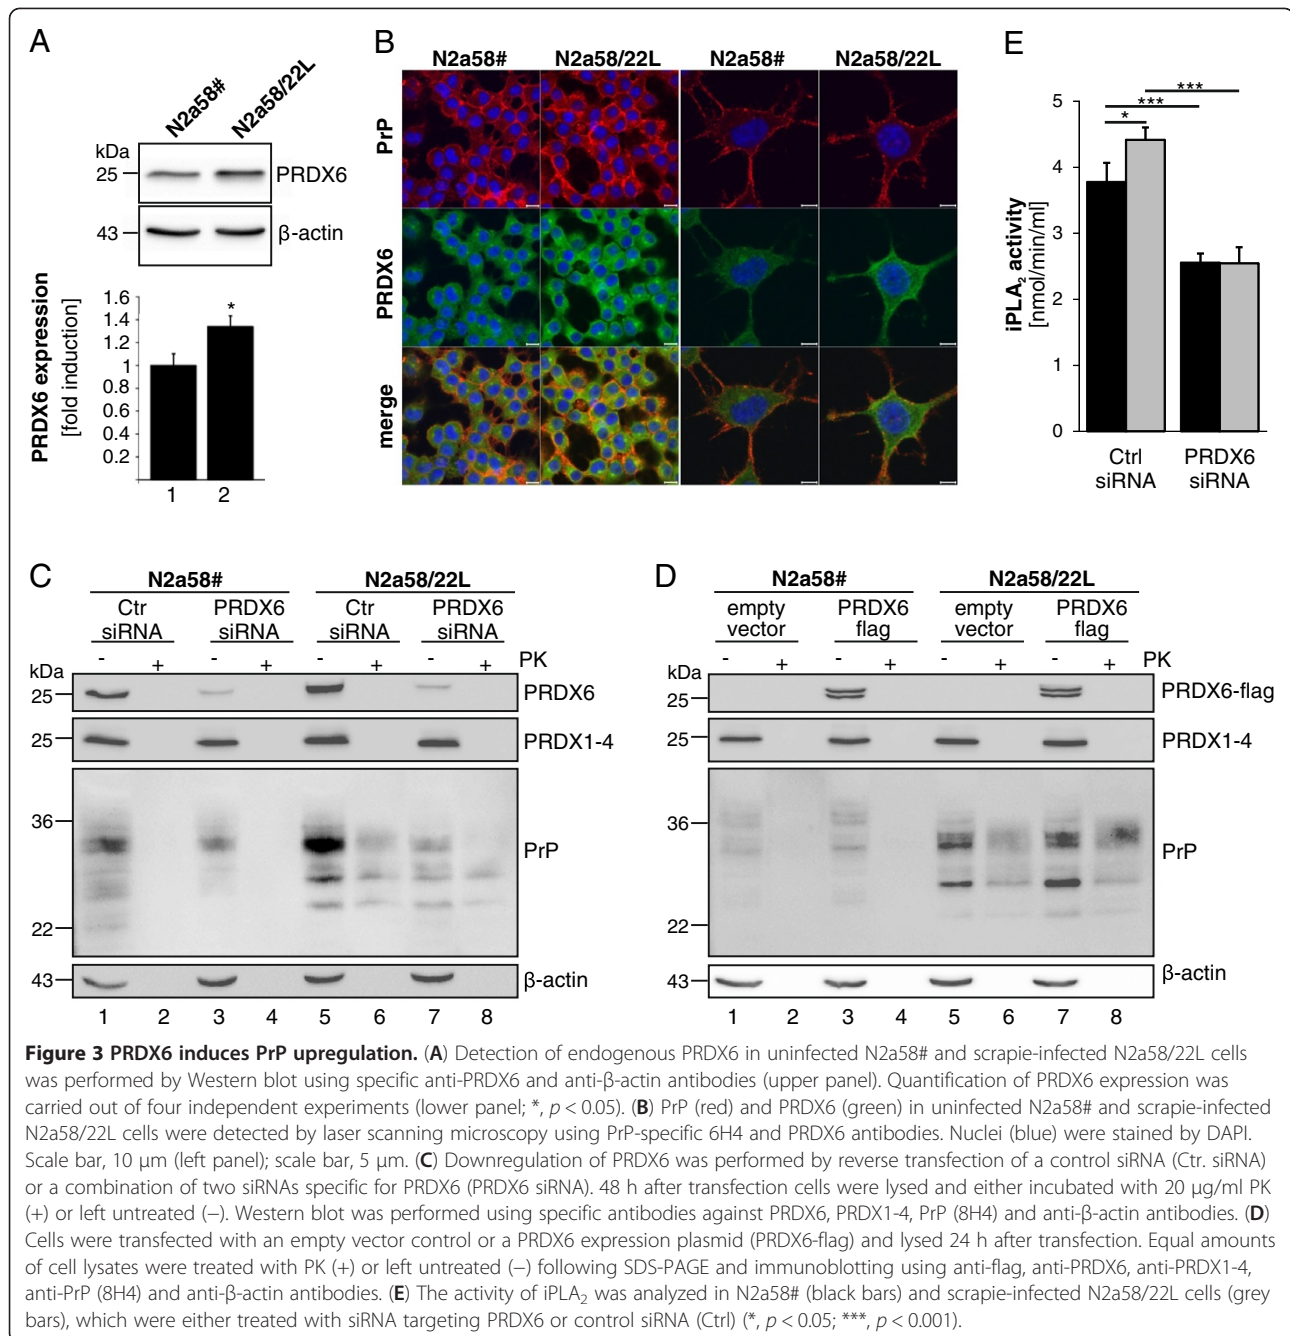 A
N2a58#
N2a58/22L
kDa
25
PRDX6
43
β-actin
PRDX6 expression
[fold induction]
1.6
1.4
1.2
1
0.8
0.6
0.4
0.2
*
1 2
B
N2a58# N2a58/22L N2a58# N2a58/22L
PrP
PRDX6
merge
E
iPLA₂ activity
[nmol/min/ml]
***
***
*
5
4
3
2
1
0
Ctrl PRDX6
siRNA siRNA
C
N2a58# N2a58/22L
Ctr PRDX6 Ctr PRDX6
siRNA siRNA siRNA siRNA
kDa - + - + - + - + PK
25 PRDX6
25 PRDX1-4
36
PrP
22
43 β-actin
1 2 3 4 5 6 7 8
D
N2a58# N2a58/22L
empty PRDX6 empty PRDX6
vector flag vector flag
kDa - + - + - + - + PK
25 PRDX6-flag
25 PRDX1-4
36
PrP
22
43 β-actin
1 2 3 4 5 6 7 8
Figure 3 PRDX6 induces PrP upregulation. (A) Detection of endogenous PRDX6 in uninfected N2a58# and scrapie-infected N2a58/22L cells
was performed by Western blot using specific anti-PRDX6 and anti-β-actin antibodies (upper panel). Quantification of PRDX6 expression was
carried out of four independent experiments (lower panel; *, p < 0.05). (B) PrP (red) and PRDX6 (green) in uninfected N2a58# and scrapie-infected
N2a58/22L cells were detected by laser scanning microscopy using PrP-specific 6H4 and PRDX6 antibodies. Nuclei (blue) were stained by DAPI.
Scale bar, 10 μm (left panel); scale bar, 5 μm. (C) Downregulation of PRDX6 was performed by reverse transfection of a control siRNA (Ctr. siRNA)
or a combination of two siRNAs specific for PRDX6 (PRDX6 siRNA). 48 h after transfection cells were lysed and either incubated with 20 μg/ml PK
(+) or left untreated (−). Western blot was performed using specific antibodies against PRDX6, PRDX1-4, PrP (8H4) and anti-β-actin antibodies. (D)
Cells were transfected with an empty vector control or a PRDX6 expression plasmid (PRDX6-flag) and lysed 24 h after transfection. Equal amounts
of cell lysates were treated with PK (+) or left untreated (−) following SDS-PAGE and immunoblotting using anti-flag, anti-PRDX6, anti-PRDX1-4,
anti-PrP (8H4) and anti-β-actin antibodies. (E) The activity of iPLA₂ was analyzed in N2a58# (black bars) and scrapie-infected N2a58/22L cells (grey
bars), which were either treated with siRNA targeting PRDX6 or control siRNA (Ctrl) (*, p < 0.05; ***, p < 0.001).